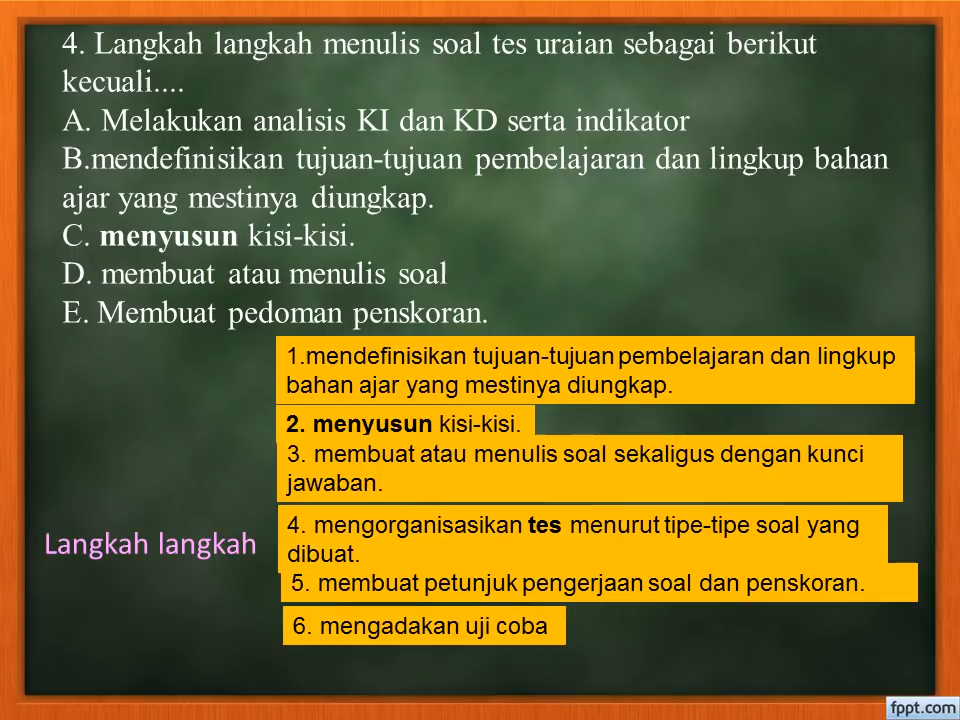 4. Langkah langkah menulis soal tes uraian sebagai berikut
kecuali....
A. Melakukan analisis KI dan KD serta indikator
B.mendefinisikan tujuan-tujuan pembelajaran dan lingkup bahan
ajar yang mestinya diungkap.
C. menyusun kisi-kisi.
D. membuat atau menulis soal
E. Membuat pedoman penskoran.
1.mendefinisikan tujuan-tujuan pembelajaran dan lingkup
bahan ajar yang mestinya diungkap.
2. menyusun kisi-kisi.
3. membuat atau menulis soal sekaligus dengan kunci
jawaban.
Langkah langkah
4. mengorganisasikan tes menurut tipe-tipe soal yang
dibuat.
5. membuat petunjuk pengerjaan soal dan penskoran.
6. mengadakan uji coba
fppt.com